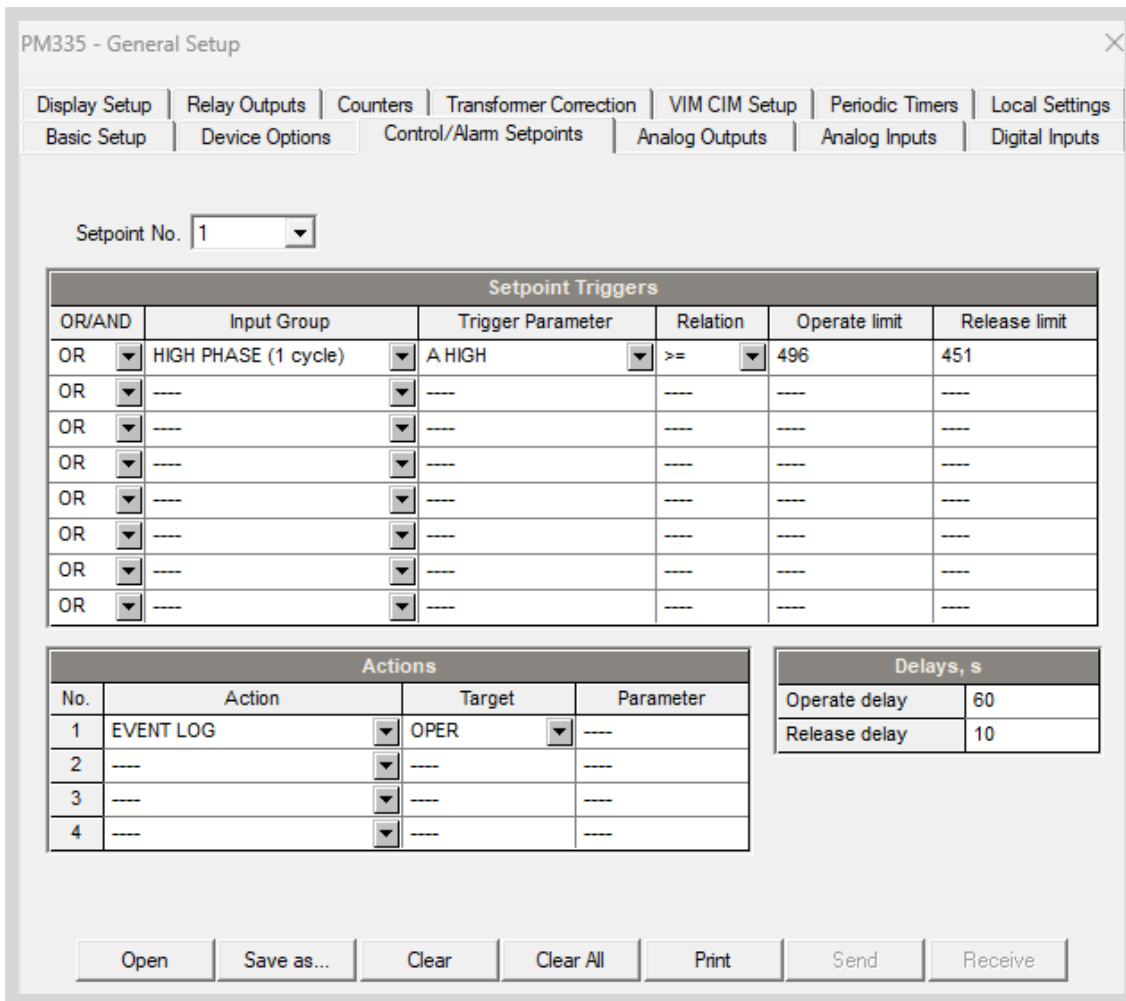 PM335 - General Setup
Display Setup Relay Outputs Counters Transformer Correction VIM CIM Setup Periodic Timers Local Settings
Basic Setup Device Options Control/Alarm Setpoints Analog Outputs Analog Inputs Digital Inputs
Setpoint No. 1
Setpoint Triggers
OR/AND Input Group Trigger Parameter Relation Operate limit Release limit
OR HIGH PHASE (1 cycle) A HIGH >= 496 451
OR ---- ---- ---- ---- ----
OR ---- ---- ---- ---- ----
OR ---- ---- ---- ---- ----
OR ---- ---- ---- ---- ----
OR ---- ---- ---- ---- ----
OR ---- ---- ---- ---- ----
OR ---- ---- ---- ---- ----
Actions
No. Action Target Parameter
1 EVENT LOG OPER ----
2 ---- ---- ----
3 ---- ---- ----
4 ---- ---- ----
Delays, s
Operate delay 60
Release delay 10
Open Save as... Clear Clear All Print Send Receive